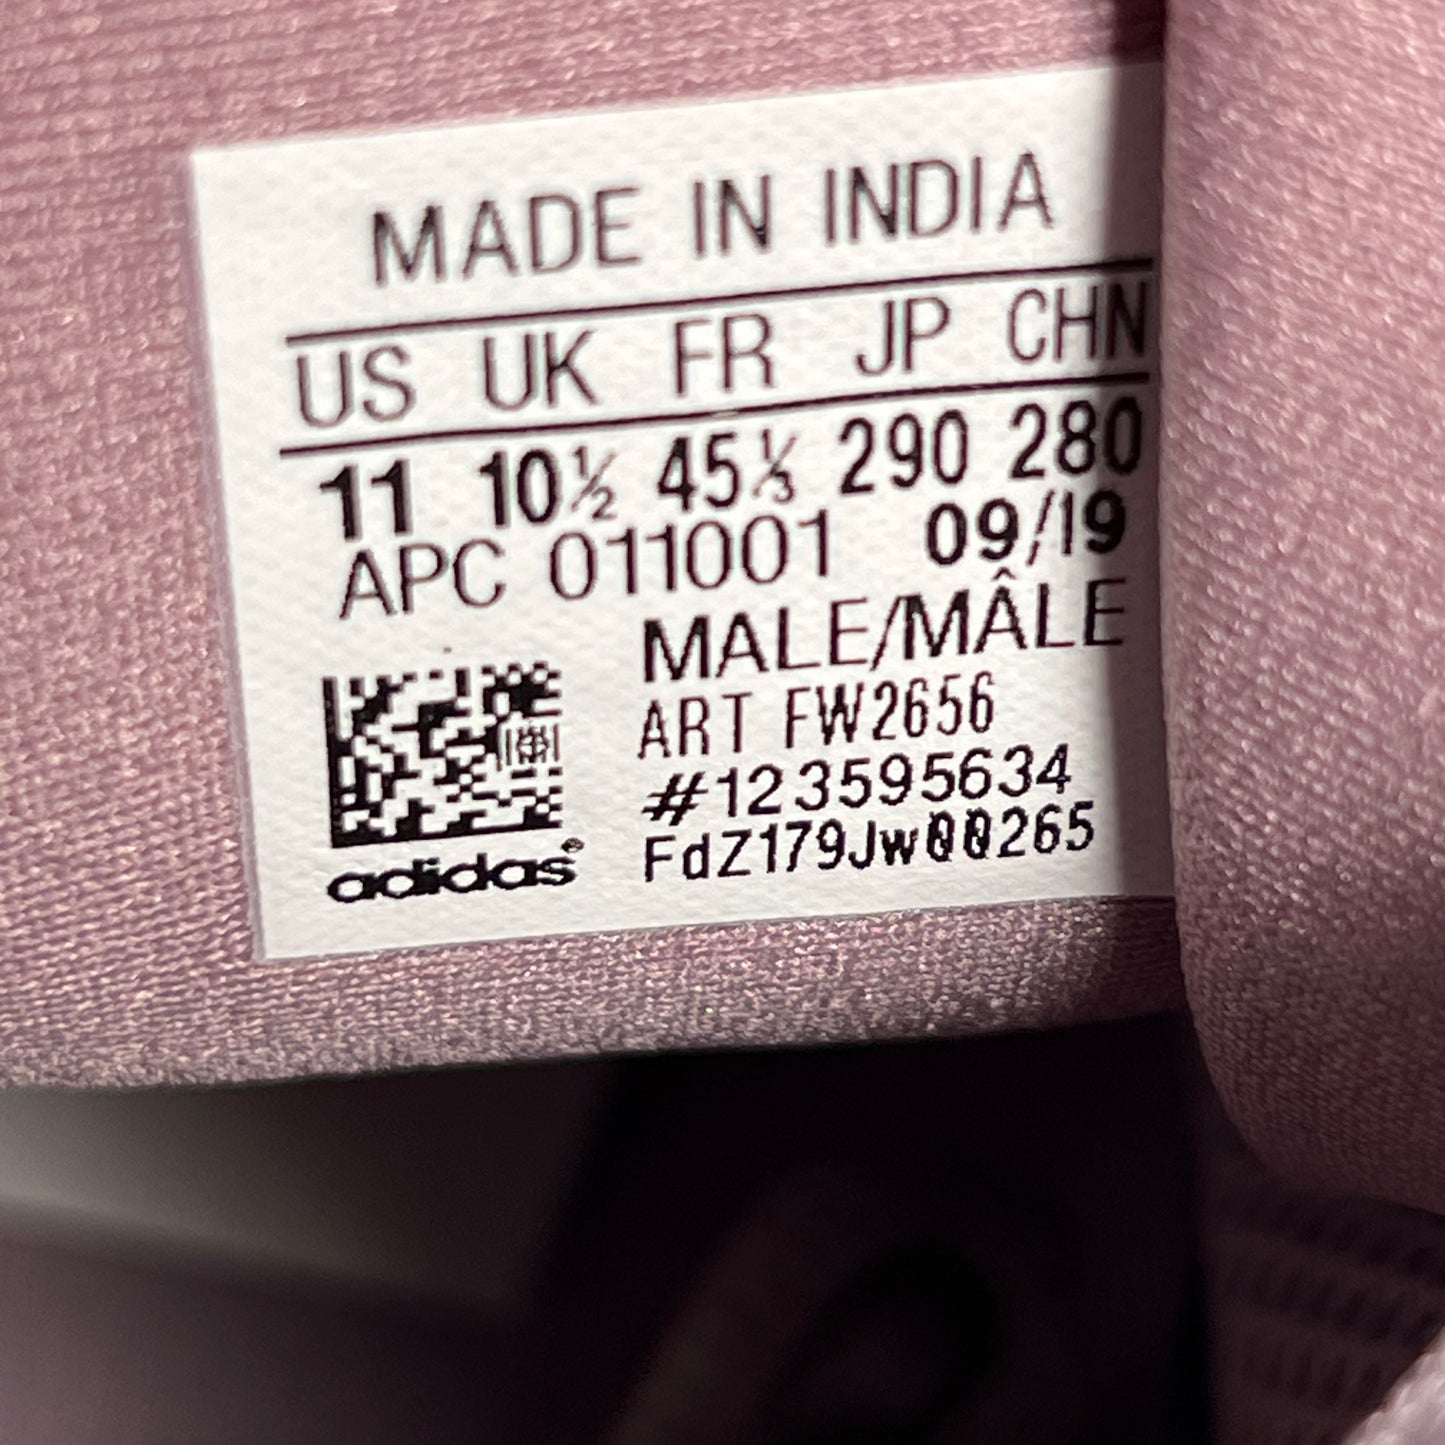 MADE IN INDIA
US UK FR JP CHN
11 10½ 45⅓ 290 280
APC 011001 09/19
MALE/MÂLE
ART FW2656
#123595634
FdZ179Jw00265
adidas®